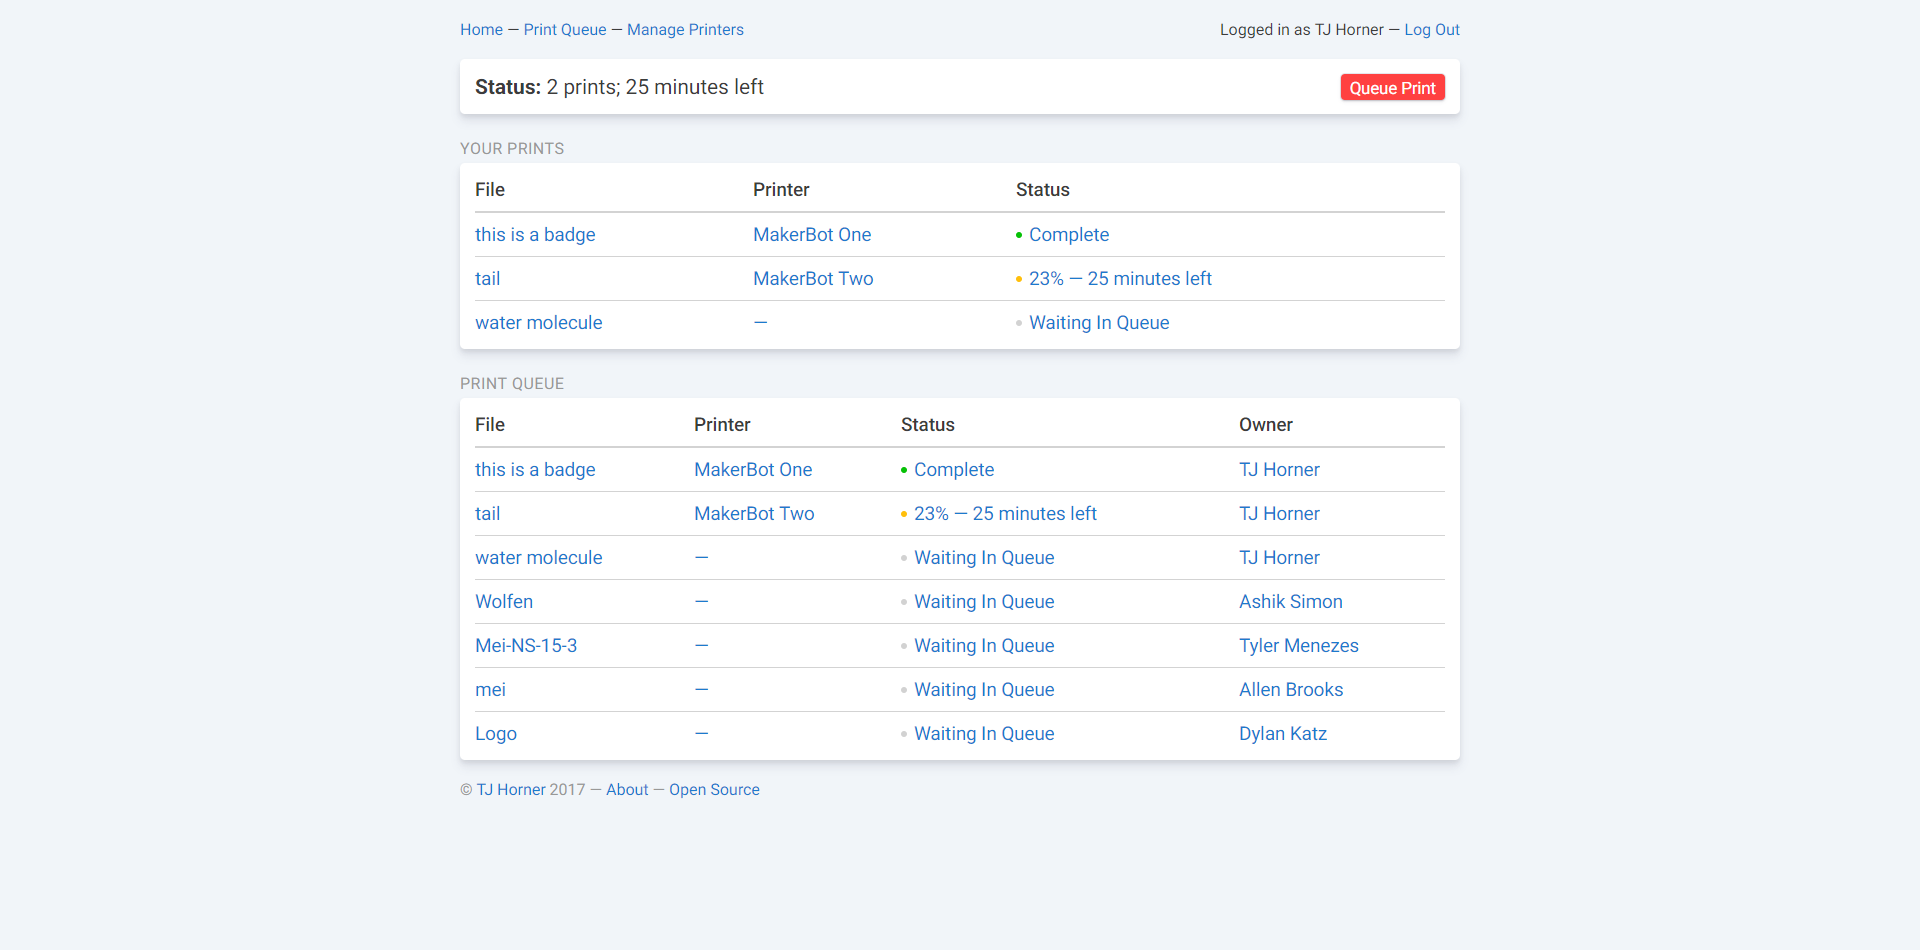 Home — Print Queue — Manage Printers Logged in as TJ Horner — Log Out
Status: 2 prints; 25 minutes left Queue Print
YOUR PRINTS
File Printer Status
this is a badge MakerBot One Complete
tail MakerBot Two 23% — 25 minutes left
water molecule — Waiting In Queue
PRINT QUEUE
File Printer Status Owner
this is a badge MakerBot One Complete TJ Horner
tail MakerBot Two 23% — 25 minutes left TJ Horner
water molecule — Waiting In Queue TJ Horner
Wolfen — Waiting In Queue Ashik Simon
Mei-NS-15-3 — Waiting In Queue Tyler Menezes
mei — Waiting In Queue Allen Brooks
Logo — Waiting In Queue Dylan Katz
© TJ Horner 2017 — About — Open Source